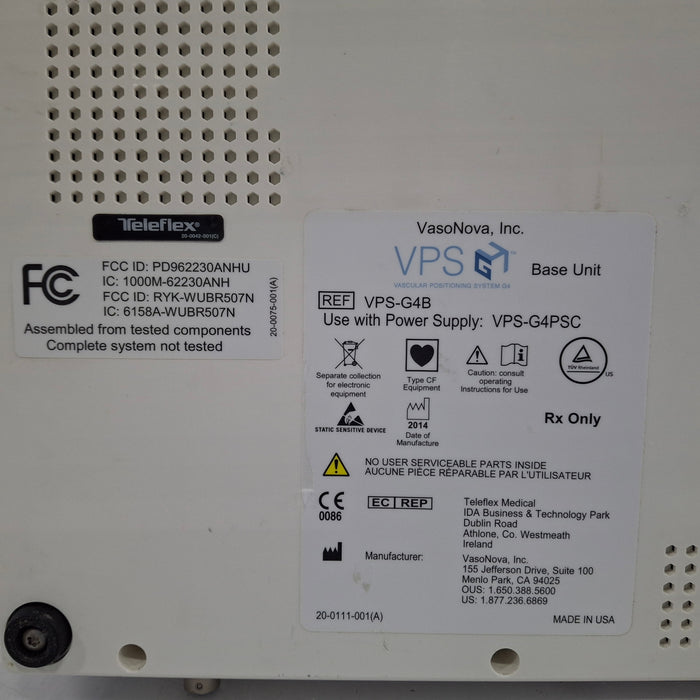 Teleflex®
20-0042-001(C)
FCC ID: PD962230ANHU
IC: 1000M-62230ANH
FCC ID: RYK-WUBR507N
IC: 6158A-WUBR507N
Assembled from tested components
Complete system not tested
20-0075-001(A)
VasoNova, Inc.
VPS G4™
VASCULAR POSITIONING SYSTEM G4
Base Unit
REF VPS-G4B
Use with Power Supply: VPS-G4PSC
Separate collection
for electronic
equipment
Type CF
Equipment
Caution: consult
operating
Instructions for Use
TÜV Rheinland
US
STATIC SENSITIVE DEVICE
2014
Date of
Manufacture
Rx Only
NO USER SERVICEABLE PARTS INSIDE
AUCUNE PIÈCE RÉPARABLE PAR L'UTILISATEUR
CE
0086
EC REP
Teleflex Medical
IDA Business & Technology Park
Dublin Road
Athlone, Co. Westmeath
Ireland
Manufacturer:
VasoNova, Inc.
155 Jefferson Drive, Suite 100
Menlo Park, CA 94025
OUS: 1.650.388.5600
US: 1.877.236.6869
20-0111-001(A)
MADE IN USA